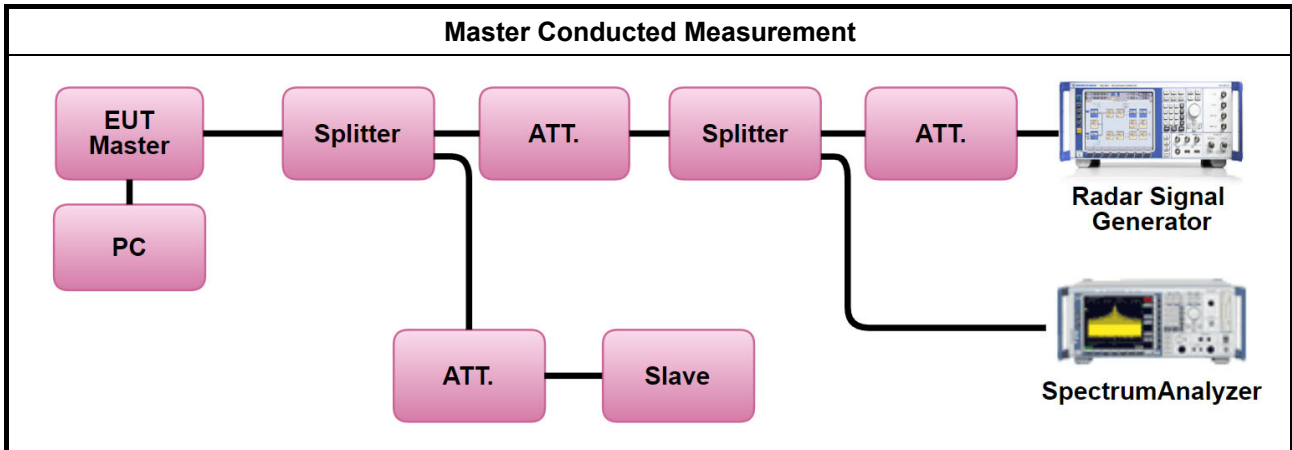 Master Conducted Measurement
EUT
Master
Splitter
ATT.
Splitter
ATT.
Radar Signal
Generator
PC
ATT.
Slave
SpectrumAnalyzer